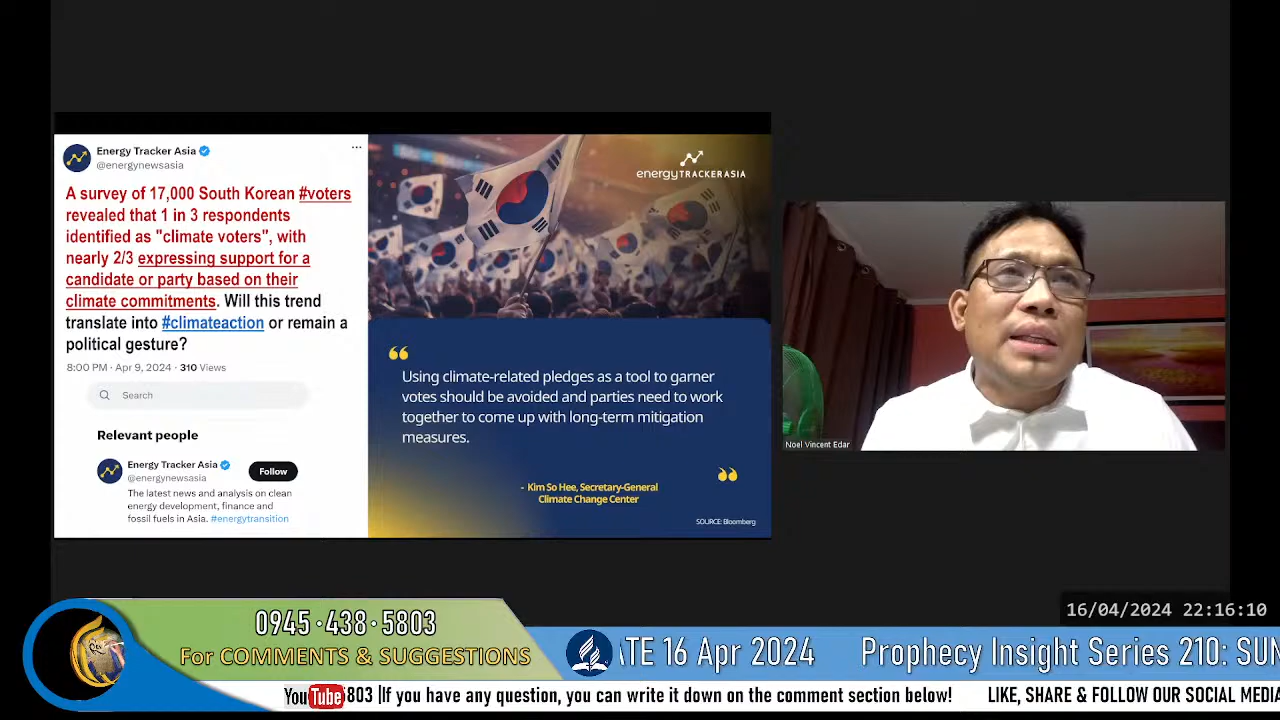 Energy Tracker Asia
@energynewsasia
A survey of 17,000 South Korean #voters
revealed that 1 in 3 respondents
identified as "climate voters", with
nearly 2/3 expressing support for a
candidate or party based on their
climate commitments. Will this trend
translate into #climateaction or remain a
political gesture?
8:00 PM · Apr 9, 2024 · 310 Views
Search
Relevant people
Energy Tracker Asia
@energynewsasia
Follow
The latest news and analysis on clean
energy development, finance and
fossil fuels in Asia. #energytransition
energyTRACKERASIA
“
Using climate-related pledges as a tool to garner
votes should be avoided and parties need to work
together to come up with long-term mitigation
measures.
”
- Kim So Hee, Secretary-General
Climate Change Center
SOURCE: Bloomberg
Noel Vincent Edar
16/04/2024 22:16:10
0945·438·5803
For COMMENTS & SUGGESTIONS
ATE 16 Apr 2024 Prophecy Insight Series 210: SUN
YouTube 803 |If you have any question, you can write it down on the comment section below! LIKE, SHARE & FOLLOW OUR SOCIAL MEDIA